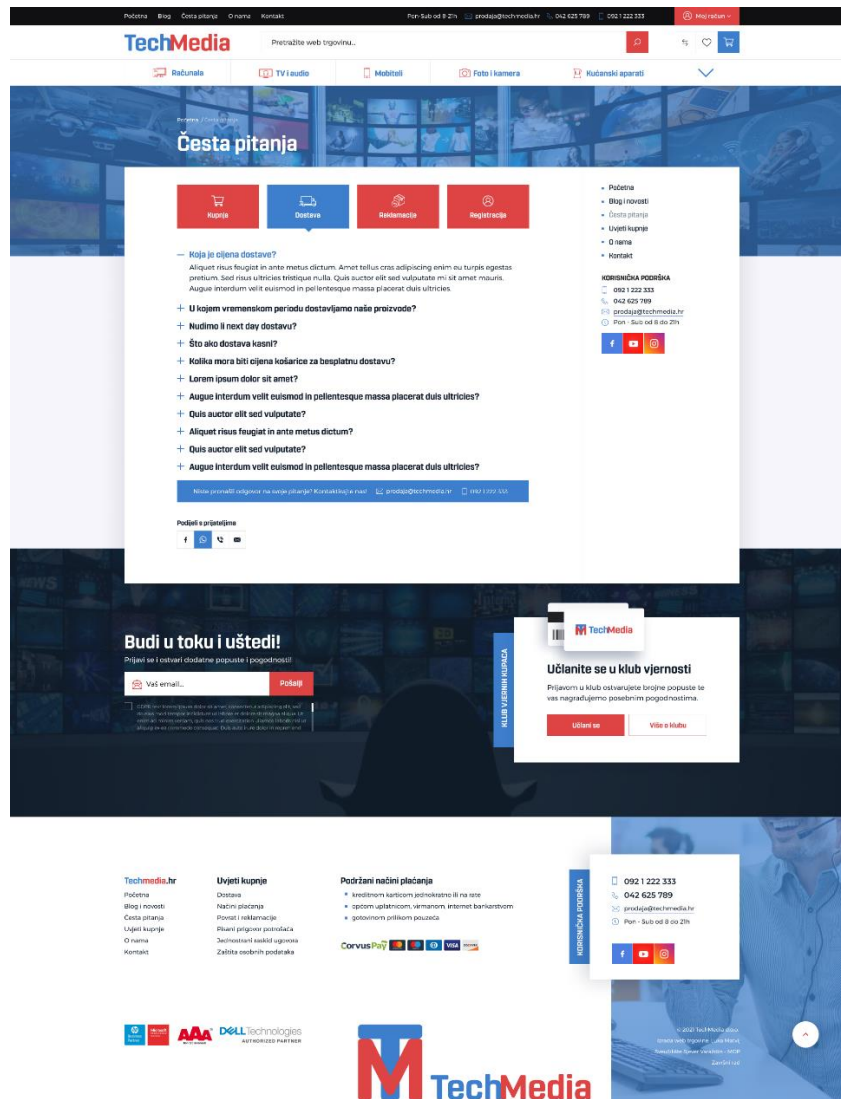 Početna Blog Česta pitanja O nama Kontakt Pon-Sub od 8-21h prodaja@techmedia.hr 042 625 789 092 1 222 333 Moj račun
TechMedia Pretražite web trgovinu...
Računala TV i audio Mobiteli Foto i kamera Kućanski aparati
Početna / Česta pitanja
Česta pitanja
Kupnja Dostava Reklamacije Registracija
Koja je cijena dostave?
Aliquet risus feugiat in ante metus dictum. Amet tellus cras adipiscing enim eu turpis egestas
pretium. Sed risus ultricies tristique nulla. Quis auctor elit sed vulputate mi sit amet mauris.
Augue interdum velit euismod in pellentesque massa placerat duis ultricies.
U kojem vremenskom periodu dostavljamo naše proizvode?
Nudimo li next day dostavu?
Što ako dostava kasni?
Kolika mora biti cijena košarice za besplatnu dostavu?
Lorem ipsum dolor sit amet?
Augue interdum velit euismod in pellentesque massa placerat duis ultricies?
Quis auctor elit sed vulputate?
Aliquet risus feugiat in ante metus dictum?
Quis auctor elit sed vulputate?
Augue interdum velit euismod in pellentesque massa placerat duis ultricies?
Niste pronašli odgovor na svoje pitanje? Kontaktirajte nas! prodaja@techmedia.hr 092 1 222 333
Podijeli s prijateljima
Početna
Blog i novosti
Česta pitanja
Uvjeti kupnje
O nama
Kontakt
KORISNIČKA PODRŠKA
092 1 222 333
042 625 789
prodaja@techmedia.hr
Pon - Sub od 8 do 21h
Budi u toku i uštedi!
Prijavi se i ostvari dodatne popuste i pogodnosti!
Vaš email... Pošalji
KLUB VJERNIH KUPACA
TechMedia
Učlanite se u klub vjernosti
Prijavom u klub ostvarujete brojne popuste te
vas nagrađujemo posebnim pogodnostima.
Učlani se Više o klubu
Techmedia.hr
Početna
Blog i novosti
Česta pitanja
Uvjeti kupnje
O nama
Kontakt
Uvjeti kupnje
Dostava
Načini plaćanja
Povrat i reklamacije
Pisani prigovor potrošača
Jednostrani raskid ugovora
Zaštita osobnih podataka
Podržani načini plaćanja
kreditnom karticom jednokratno ili na rate
općom uplatnicom, virmanom, internet bankarstvom
gotovinom prilikom pouzeća
CorvusPay VISA
KORISNIČKA PODRŠKA
092 1 222 333
042 625 789
prodaja@techmedia.hr
Pon - Sub od 8 do 21h
AAA
DELL Technologies
AUTHORIZED PARTNER
TechMedia
© 2021 TechMedia d.o.o.
Završni rad